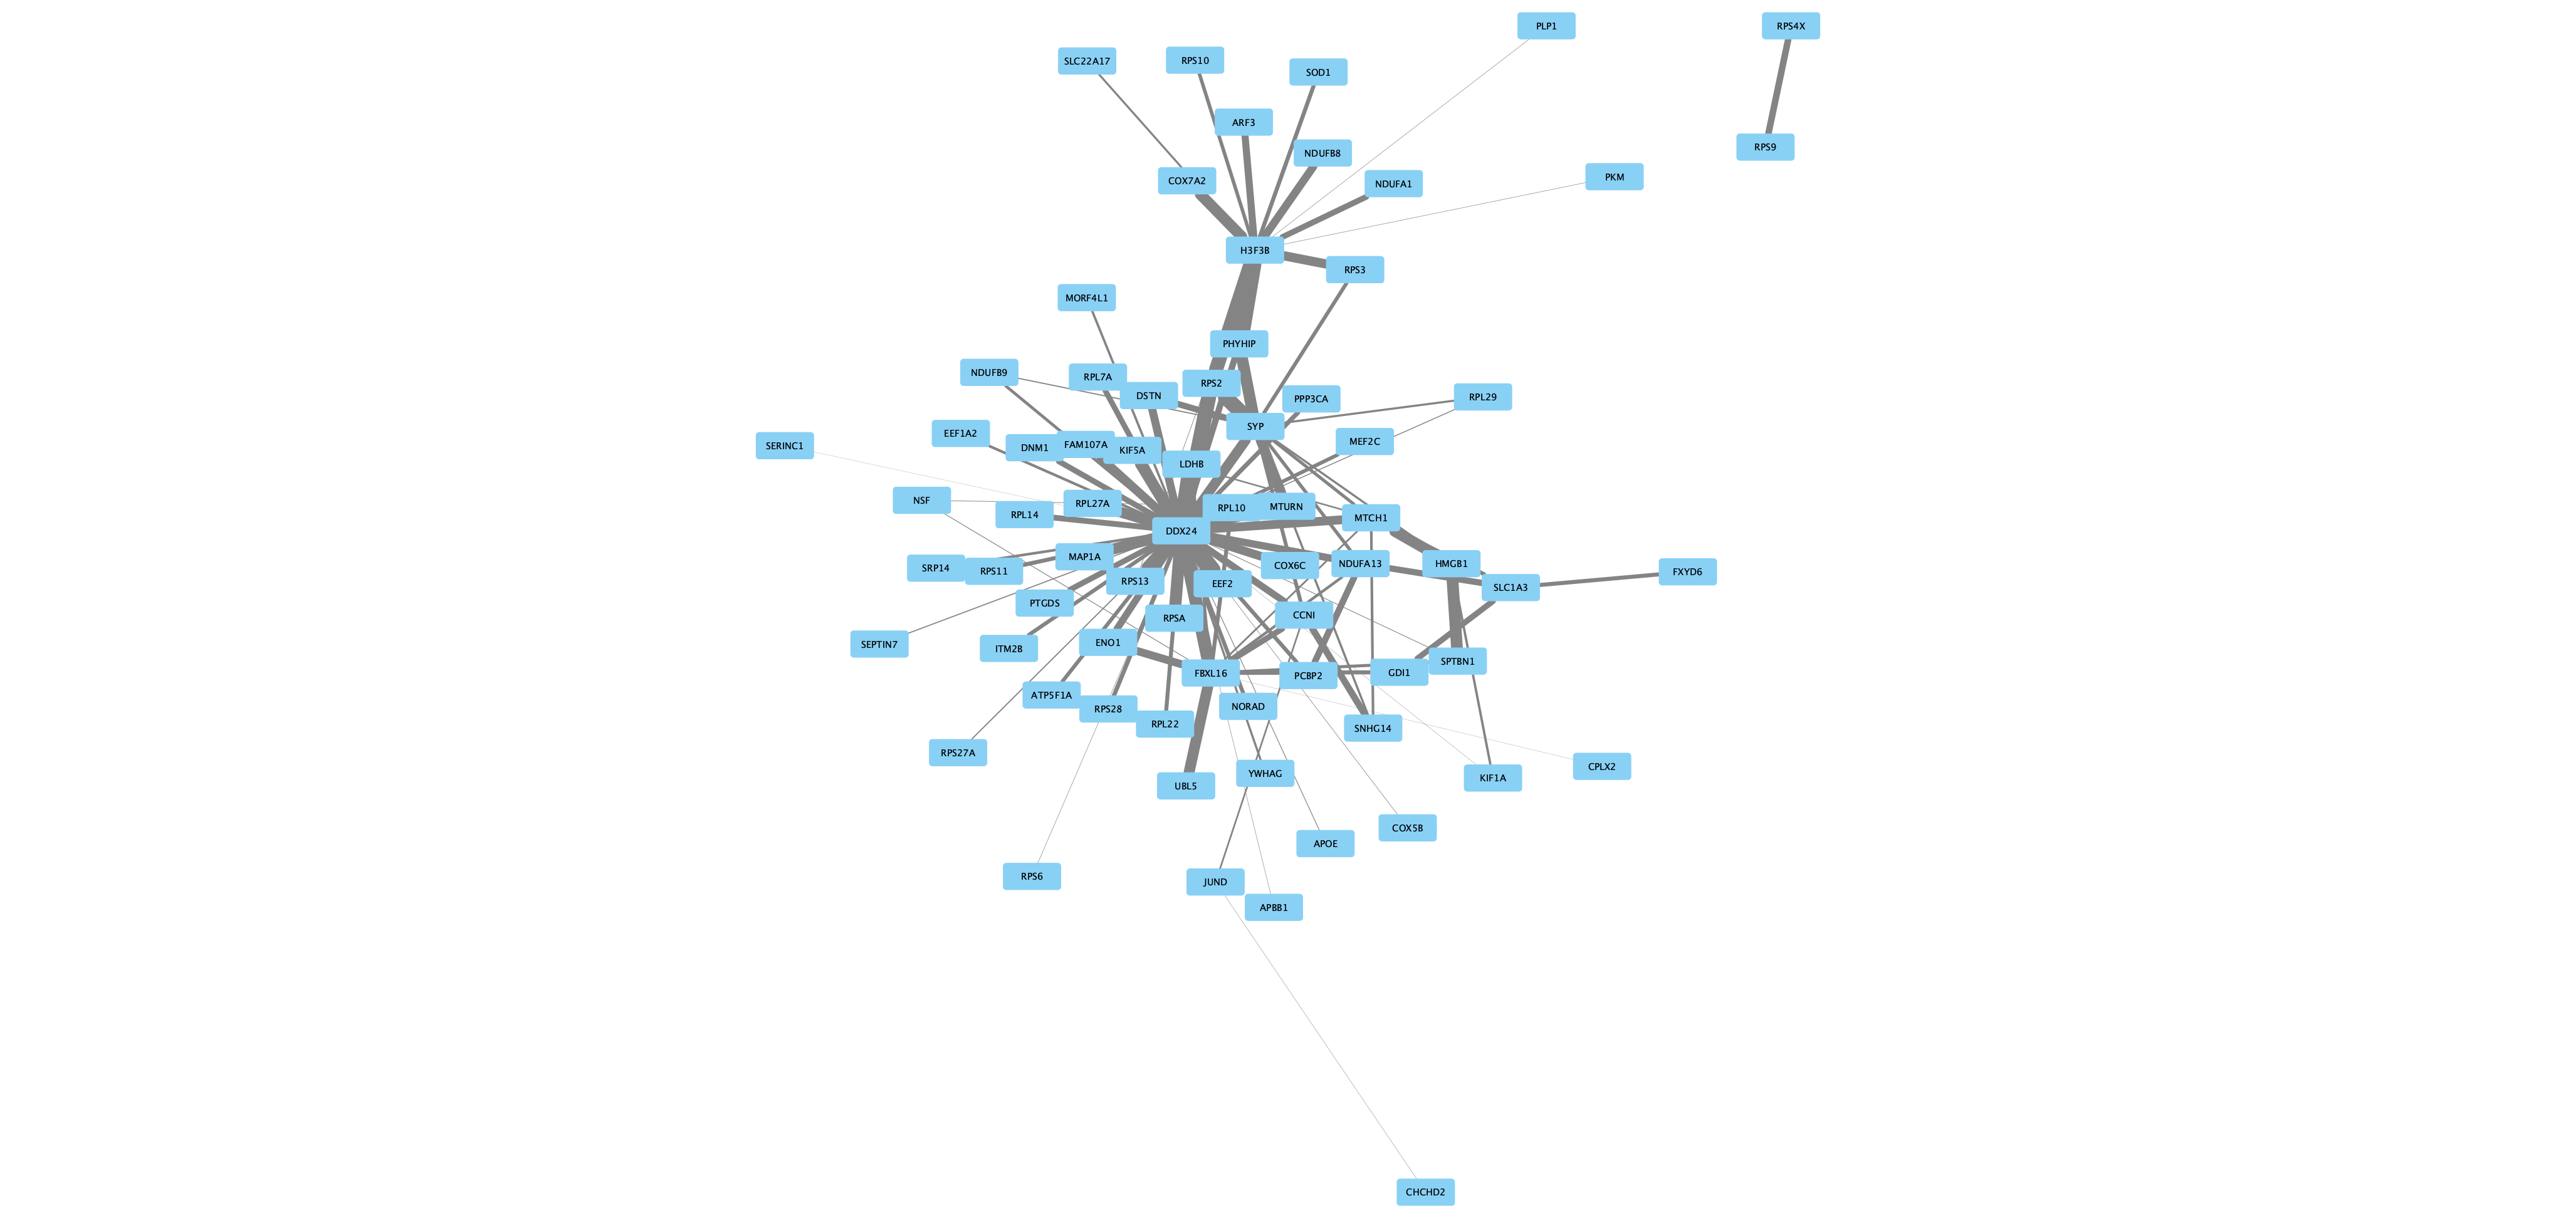 PLP1
RPS4X
SLC22A17
RPS10
SOD1
ARF3
NDUFB8
RPS9
COX7A2
NDUFA1
PKM
H3F3B
RPS3
MORF4L1
PHYHIP
NDUFB9
RPL7A
RPS2
DSTN
PPP3CA
RPL29
SYP
EEF1A2
MEF2C
SERINC1
DNM1
FAM107A
KIF5A
LDHB
NSF
RPL27A
RPL10
MTURN
RPL14
MTCH1
DDX24
MAP1A
SRP14
RPS11
COX6C
NDUFA13
HMGB1
FXYD6
RPS13
EEF2
SLC1A3
PTGDS
RPSA
CCNI
SEPTIN7
ITM2B
ENO1
FBXL16
PCBP2
GDI1
SPTBN1
ATP5F1A
RPS28
NORAD
RPL22
SNHG14
RPS27A
UBL5
YWHAG
KIF1A
CPLX2
COX5B
APOE
RPS6
JUND
APBB1
CHCHD2